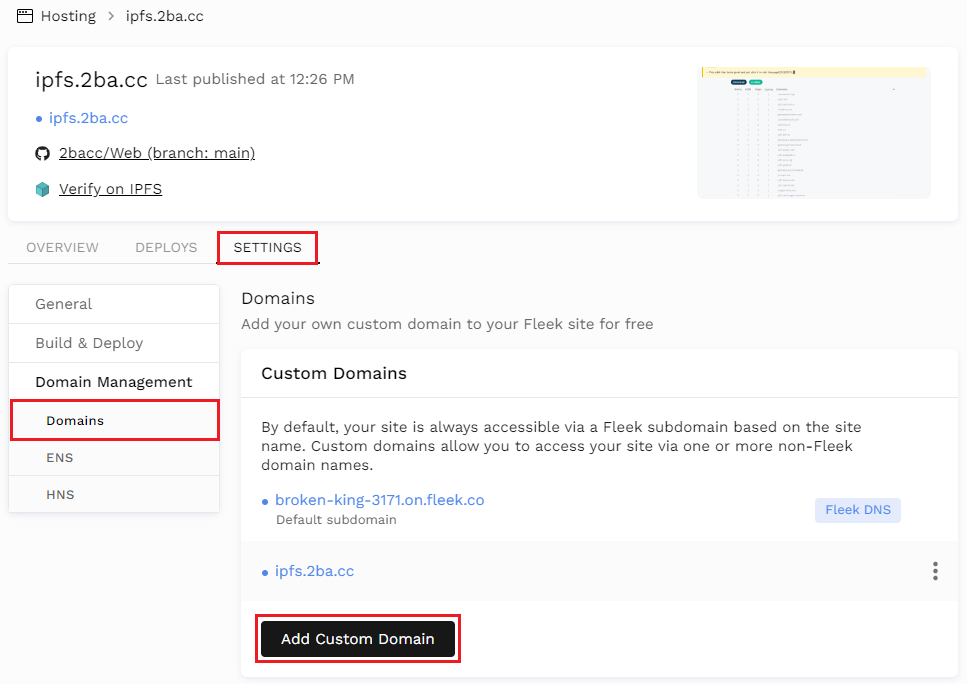 Hosting > ipfs.2ba.cc
ipfs.2ba.cc Last published at 12:26 PM
ipfs.2ba.cc
2bacc/Web (branch: main)
Verify on IPFS
OVERVIEW DEPLOYS SETTINGS
General
Build & Deploy
Domain Management
Domains
ENS
HNS
Domains
Add your own custom domain to your Fleek site for free
Custom Domains
By default, your site is always accessible via a Fleek subdomain based on the site
name. Custom domains allow you to access your site via one or more non-Fleek
domain names.
broken-king-3171.on.fleek.co
Default subdomain
Fleek DNS
ipfs.2ba.cc
Add Custom Domain